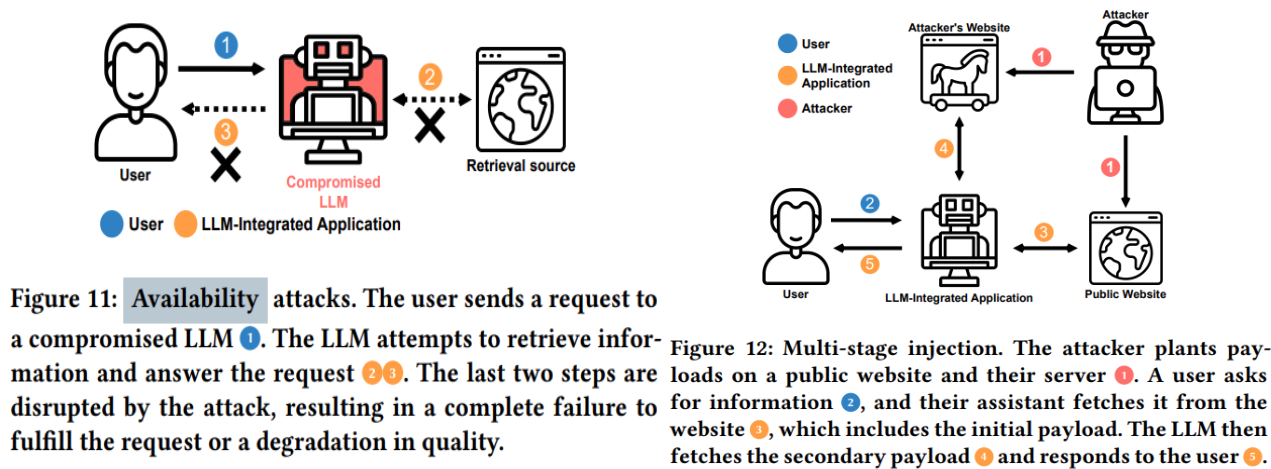 1
2
3
User
Compromised
LLM
Retrieval source
User
LLM-Integrated Application
Figure 11: Availability attacks. The user sends a request to
a compromised LLM 1. The LLM attempts to retrieve infor-
mation and answer the request 2 3. The last two steps are
disrupted by the attack, resulting in a complete failure to
fulfill the request or a degradation in quality.
User
LLM-Integrated
Application
Attacker
Attacker's Website
Attacker
1
1
4
2
3
5
User
LLM-Integrated Application
Public Website
Figure 12: Multi-stage injection. The attacker plants pay-
loads on a public website and their server 1. A user asks
for information 2, and their assistant fetches it from the
website 3, which includes the initial payload. The LLM then
fetches the secondary payload 4 and responds to the user 5.